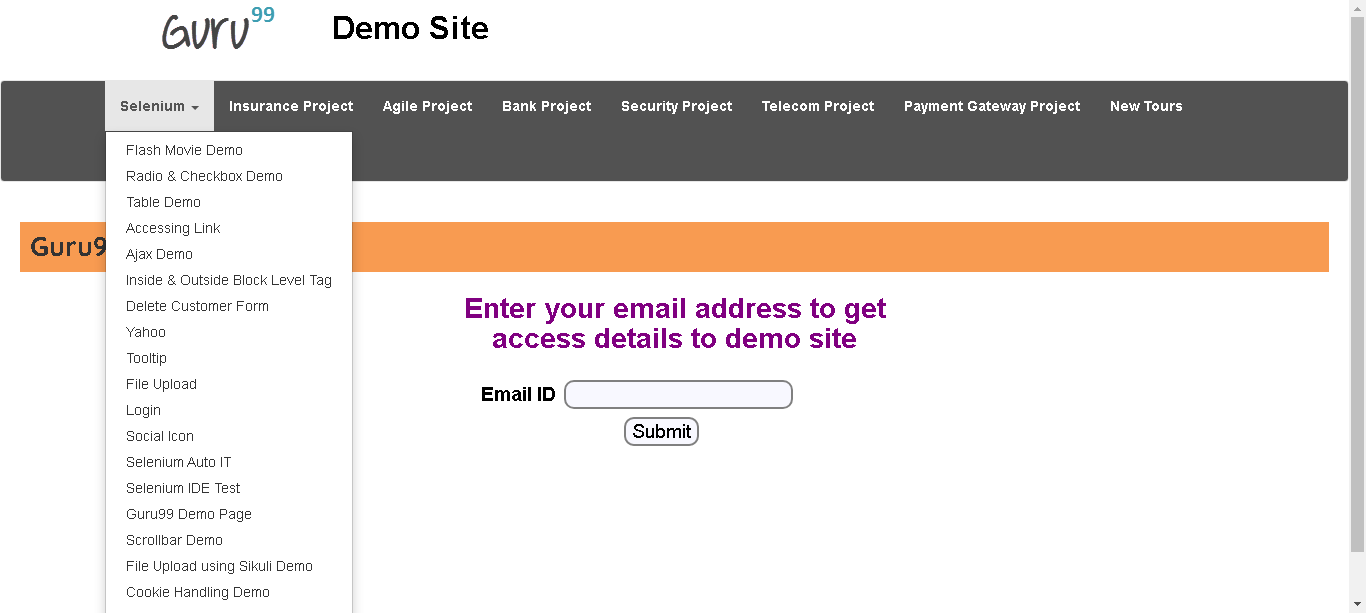 Guru99
Demo Site
Selenium
Insurance Project
Agile Project
Bank Project
Security Project
Telecom Project
Payment Gateway Project
New Tours
Flash Movie Demo
Radio & Checkbox Demo
Table Demo
Accessing Link
Ajax Demo
Inside & Outside Block Level Tag
Delete Customer Form
Yahoo
Tooltip
File Upload
Login
Social Icon
Selenium Auto IT
Selenium IDE Test
Guru99 Demo Page
Scrollbar Demo
File Upload using Sikuli Demo
Cookie Handling Demo
Guru9
Enter your email address to get
access details to demo site
Email ID
Submit